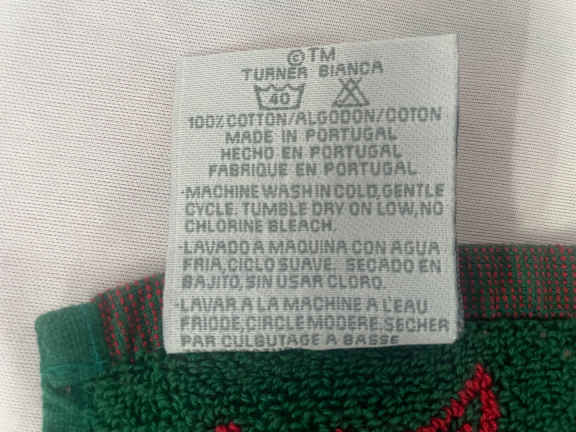 ©TM
TURNER BIANCA
40
100% COTTON/ALGODON/COTON
MADE IN PORTUGAL
HECHO EN PORTUGAL
FABRIQUE EN PORTUGAL
-MACHINE WASH IN COLD, GENTLE
CYCLE. TUMBLE DRY ON LOW, NO
CHLORINE BLEACH.
-LAVADO A MAQUINA CON AGUA
FRIA, CICLO SUAVE. SECADO EN
BAJITO, SIN USAR CLORO.
-LAVAR A LA MACHINE A L'EAU
FRIDDE, CIRCLE MODERE. SECHER
PAR CULBUTAGE A BASSE